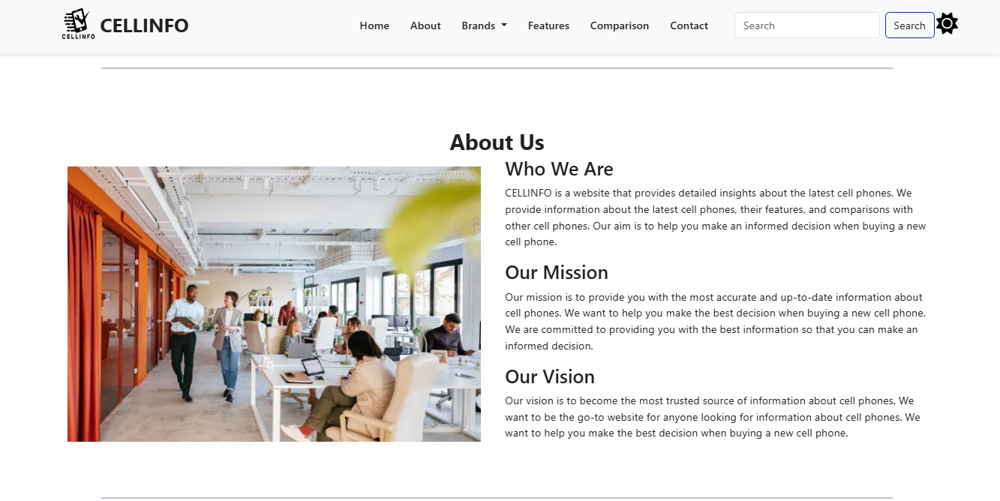 CELLINFO
CELLINFO
Home About Brands Features Comparison Contact Search Search
About Us
Who We Are
CELLINFO is a website that provides detailed insights about the latest cell phones. We
provide information about the latest cell phones, their features, and comparisons with
other cell phones. Our aim is to help you make an informed decision when buying a new
cell phone.
Our Mission
Our mission is to provide you with the most accurate and up-to-date information about
cell phones. We want to help you make the best decision when buying a new cell phone.
We are committed to providing you with the best information so that you can make an
informed decision.
Our Vision
Our vision is to become the most trusted source of information about cell phones. We
want to be the go-to website for anyone looking for information about cell phones. We
want to help you make the best decision when buying a new cell phone.